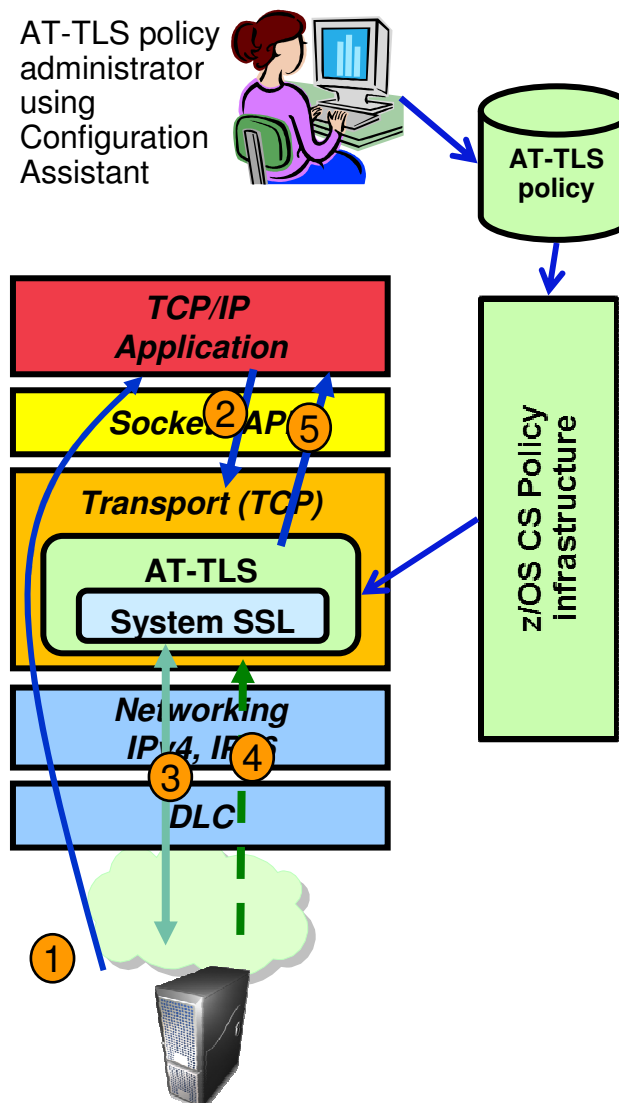 AT-TLS policy
administrator
using
Configuration
Assistant
AT-TLS
policy
TCP/IP
Application
2
5
Transport (TCP)
AT-TLS
System SSL
z/OS CS Policy
infrastructure
Networking
IPv4,
3
4
DLC
1